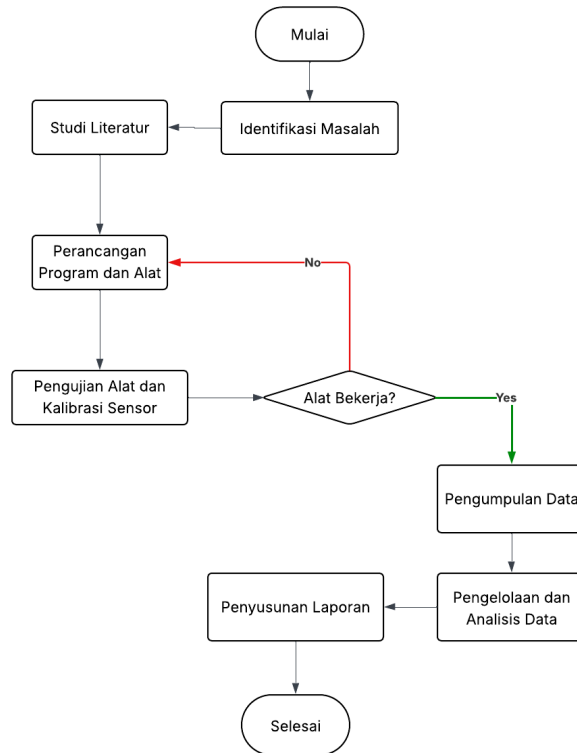 Mulai
Identifikasi Masalah
Studi Literatur
Perancangan
Program dan Alat
No
Pengujian Alat dan
Kalibrasi Sensor
Alat Bekerja?
Yes
Pengumpulan Data
Pengelolaan dan
Analisis Data
Penyusunan Laporan
Selesai